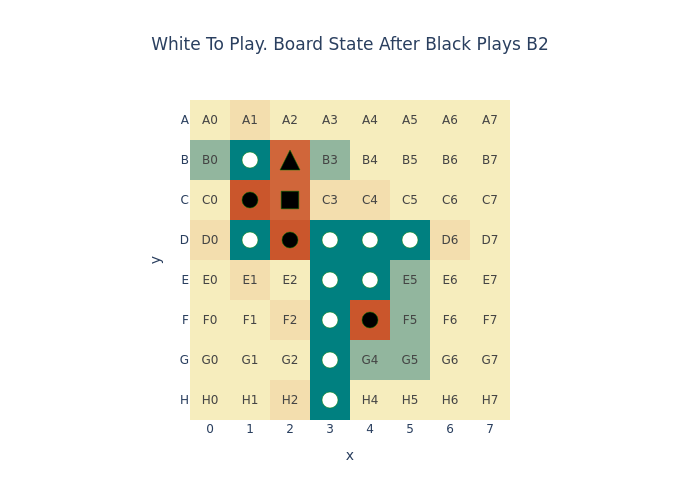 White To Play. Board State After Black Plays B2
A A0 A1 A2 A3 A4 A5 A6 A7
B B0 B3 B4 B5 B6 B7
C C0 C3 C4 C5 C6 C7
D D0 D6 D7
y
E E0 E1 E2 E5 E6 E7
F F0 F1 F2 F5 F6 F7
G G0 G1 G2 G4 G5 G6 G7
H H0 H1 H2 H4 H5 H6 H7
0 1 2 3 4 5 6 7
x